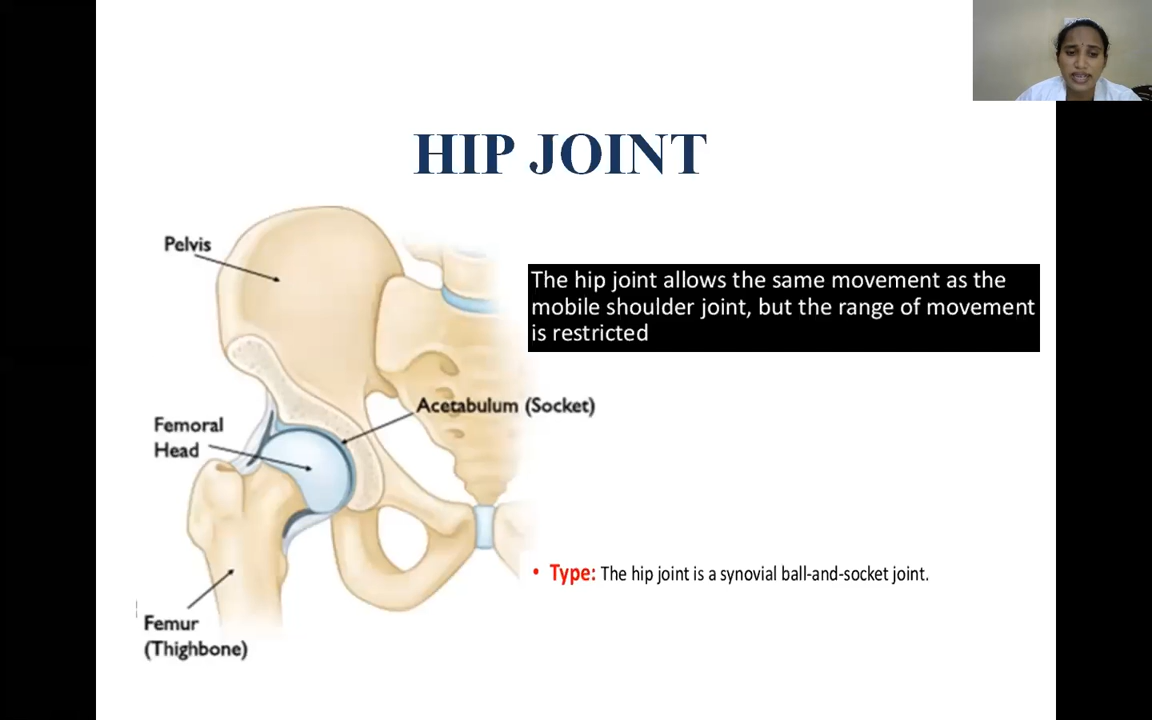 HIP JOINT
Pelvis
The hip joint allows the same movement as the
mobile shoulder joint, but the range of movement
is restricted
Acetabulum (Socket)
Femoral
Head
• Type: The hip joint is a synovial ball-and-socket joint.
Femur
(Thighbone)